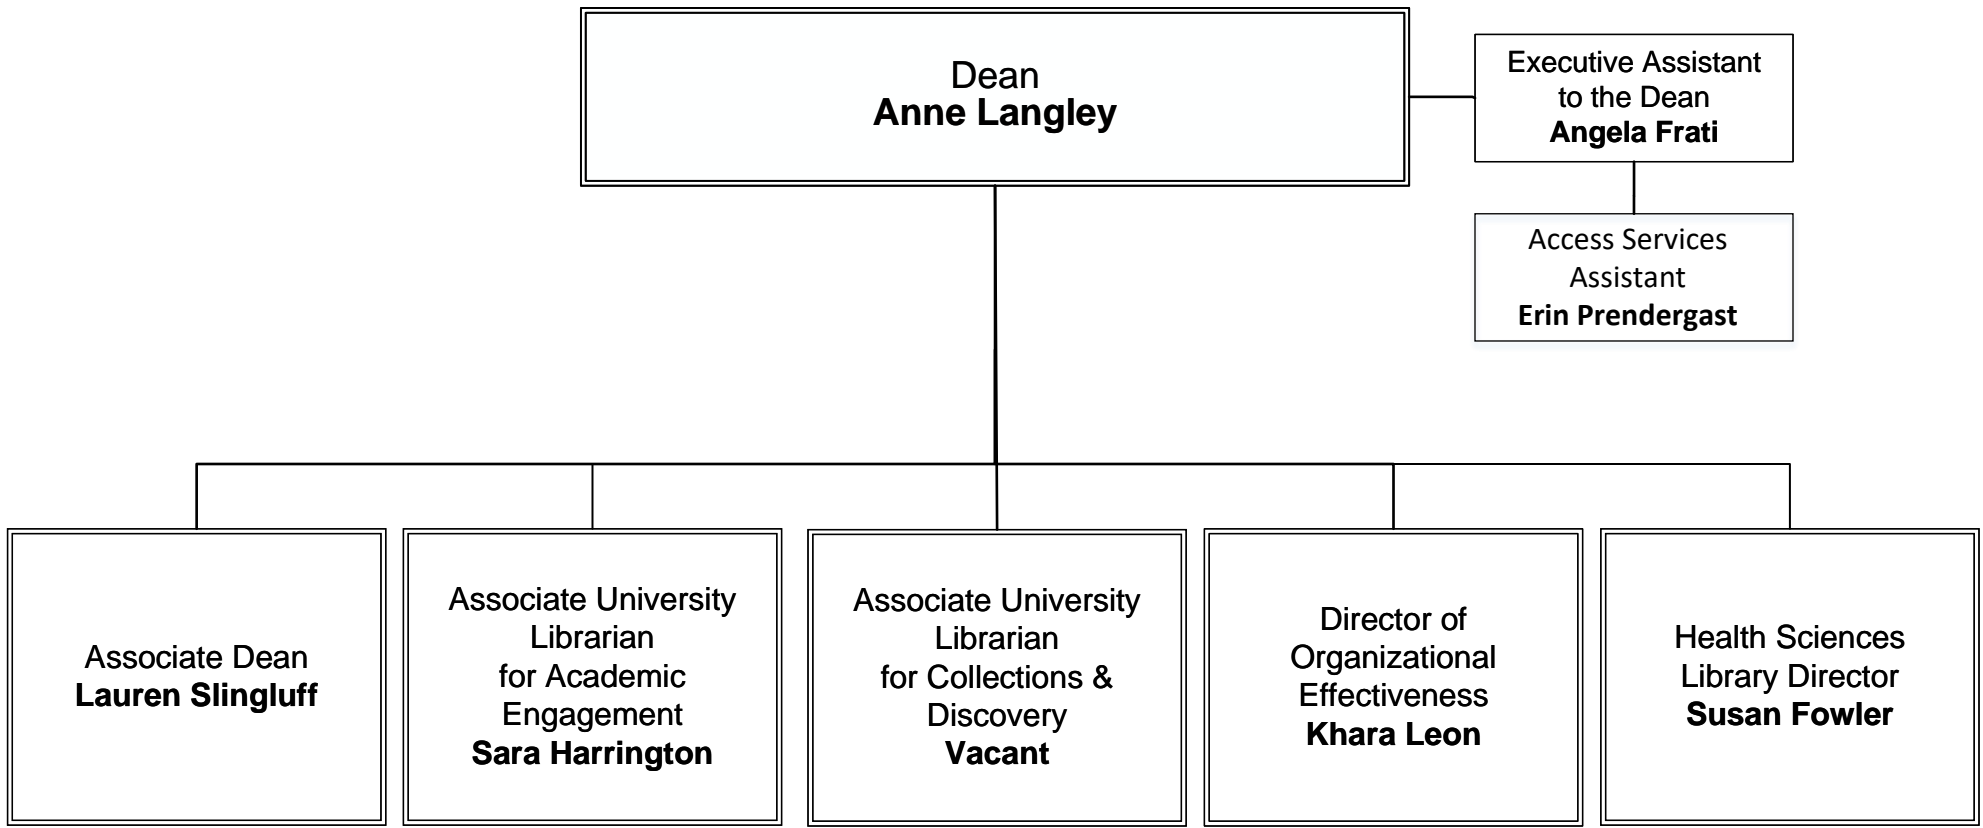 Dean
Anne Langley
Executive Assistant
to the Dean
Angela Frati
Access Services
Assistant
Erin Prendergast
Associate Dean
Lauren Slingluff
Associate University
Librarian
for Academic
Engagement
Sara Harrington
Associate University
Librarian
for Collections &
Discovery
Vacant
Director of
Organizational
Effectiveness
Khara Leon
Health Sciences
Library Director
Susan Fowler